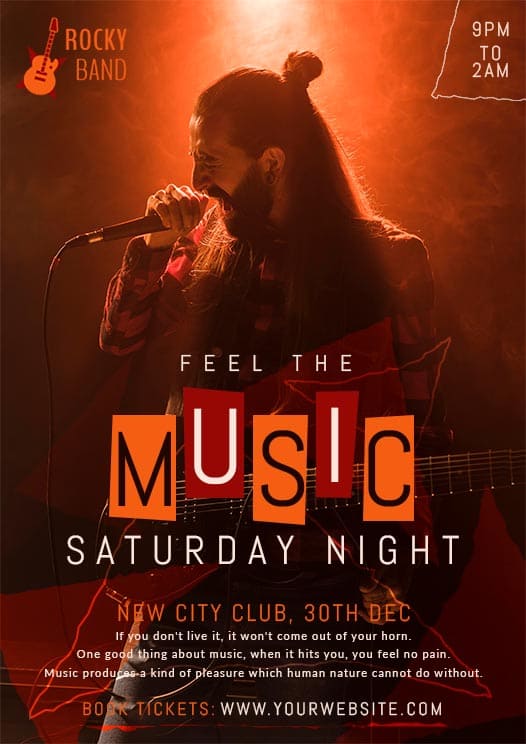 ROCKY
BAND
9PM
TO
2AM
FEEL THE
MUSIC
SATURDAY NIGHT
NEW CITY CLUB, 30TH DEC
If you don't live it, it won't come out of your horn.
One good thing about music, when it hits you, you feel no pain.
Music produces a kind of pleasure which human nature cannot do without.
BOOK TICKETS: WWW.YOURWEBSITE.COM